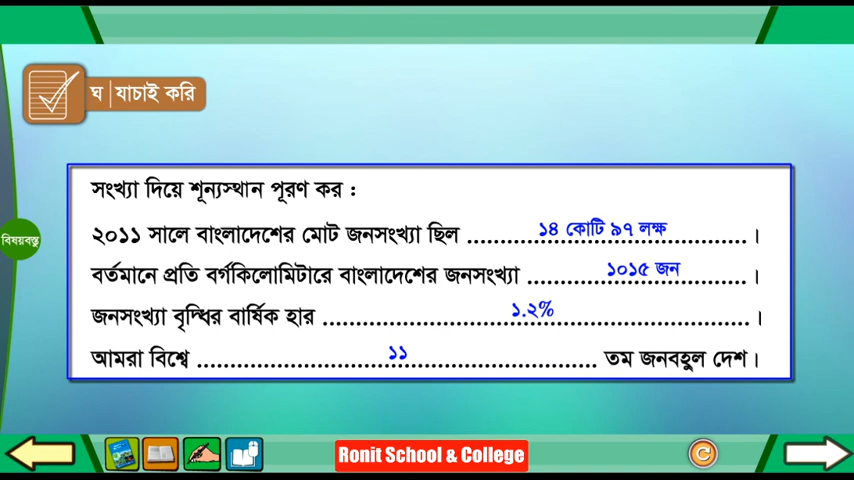 ঘ | যাচাই করি
সংখ্যা দিয়ে শূন্যস্থান পূরণ কর :
২০১১ সালে বাংলাদেশের মোট জনসংখ্যা ছিল ..........১৪ কোটি ৯৭ লক্ষ.......... ।
বর্তমানে প্রতি বর্গকিলোমিটারে বাংলাদেশের জনসংখ্যা ..........১০১৫ জন.......... ।
জনসংখ্যা বৃদ্ধির বার্ষিক হার ..........১.২%.......... ।
আমরা বিশ্বে ..........১১.......... তম জনবহুল দেশ।
বিষয়বস্তু
Ronit School & College